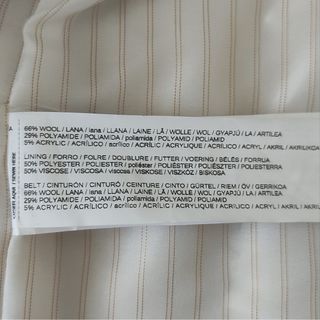 66% WOOL / LANA / lana / LLANA / LAINE / LÃ / WOLLE / WOL / GYAPJÚ / LA / ARTILEA
29% POLYAMIDE / POLIAMIDA / poliamida / POLYAMID / POLIAMID
5% ACRYLIC / ACRÍLICO / acrílico / ACRÍLIC / ACRYLIQUE / ACRÍLICO / ACRYL / AKRIL / AKRILIKOA
LINING / FORRO / FOLRE / DOUBLURE / FUTTER / VOERING / BÉLÉS / FORRUA
50% POLYESTER / POLIÉSTER / poliéster / POLIÈSTER / POLIÉSZTER / POLIESTERRA
50% VISCOSE / VISCOSA / viscosa / VISKOSE / VISZKÓZ / BISKOSA
BELT / CINTURÓN / CINTURÓ / CEINTURE / CINTO / GÜRTEL / RIEM / ÖV / GERRIKOA
66% WOOL / LANA / lana / LLANA / LAINE / LÃ / WOLLE / WOL / GYAPJÚ / LA / ARTILEA
29% POLYAMIDE / POLIAMIDA / poliamida / POLYAMID / POLIAMID
5% ACRYLIC / ACRÍLICO / acrílico / ACRÍLIC / ACRYLIQUE / ACRÍLICO / ACRYL / AKRIL